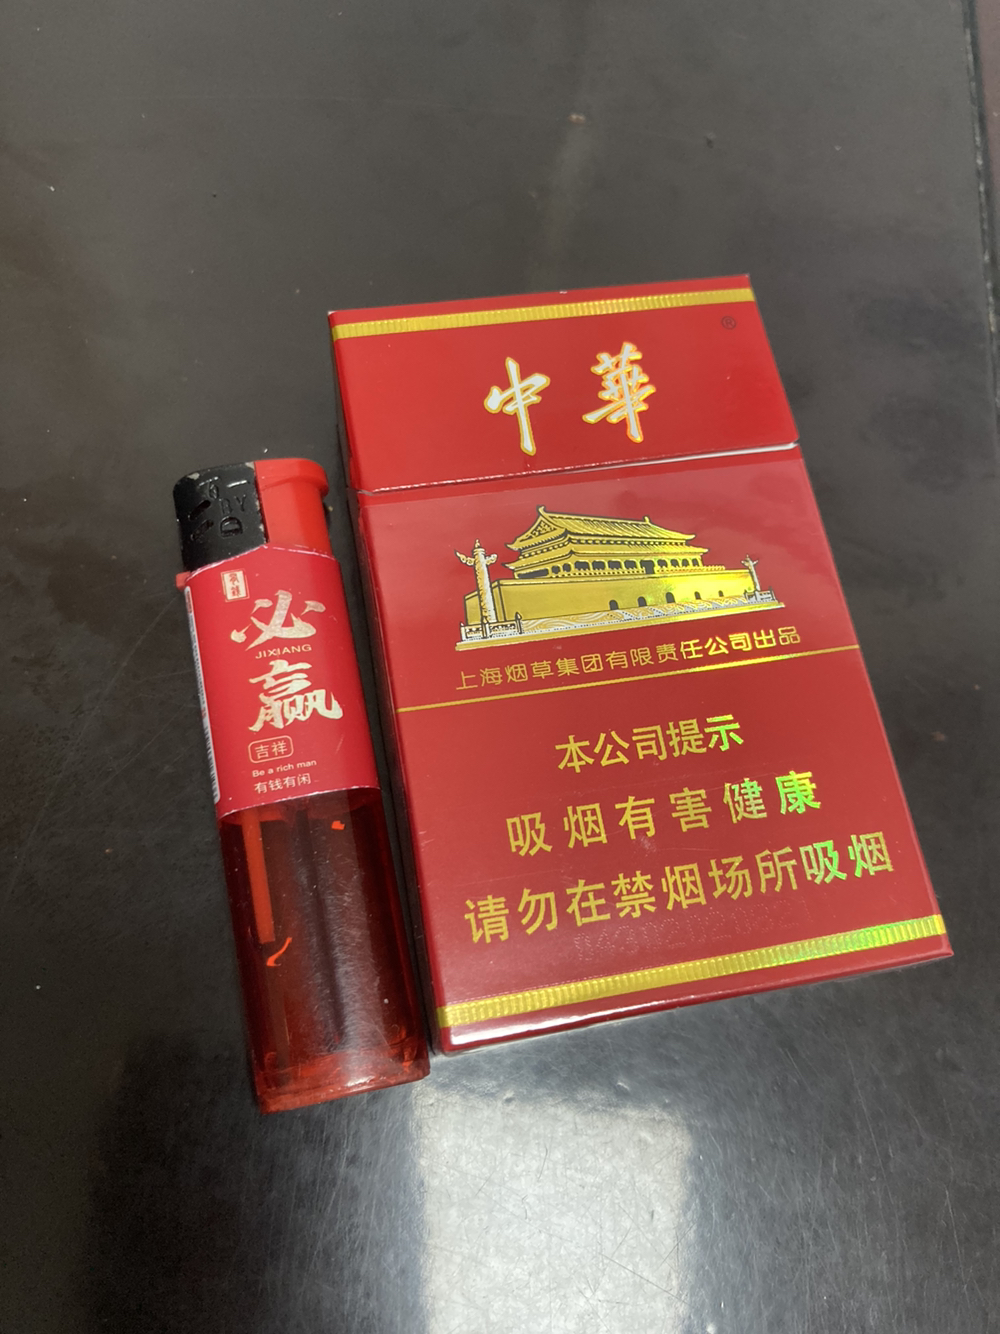 中華
®
上海烟草集团有限责任公司出品
本公司提示
吸烟有害健康
请勿在禁烟场所吸烟
必
JIXIANG
赢
吉祥
Be a rich man
有钱有闲